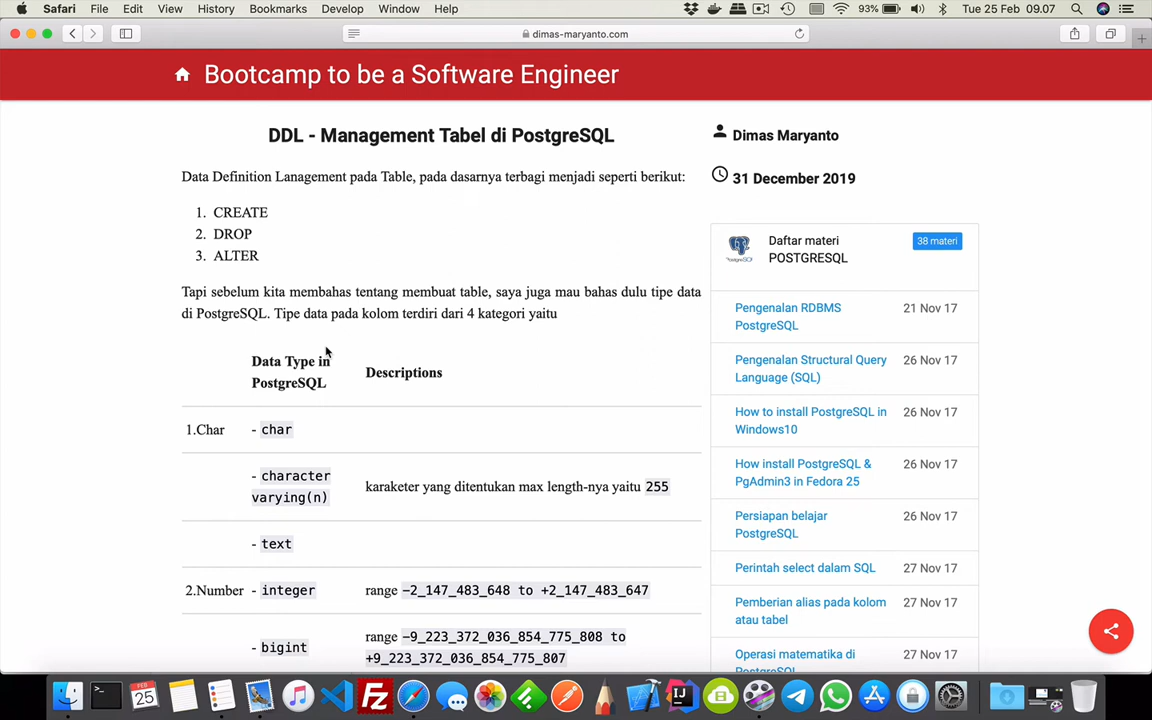 Safari File Edit View History Bookmarks Develop Window Help 93% Tue 25 Feb 09.07
dimas-maryanto.com
Bootcamp to be a Software Engineer
DDL - Management Tabel di PostgreSQL
Data Definition Lanagement pada Table, pada dasarnya terbagi menjadi seperti berikut:
1. CREATE
2. DROP
3. ALTER
Tapi sebelum kita membahas tentang membuat table, saya juga mau bahas dulu tipe data
di PostgreSQL. Tipe data pada kolom terdiri dari 4 kategori yaitu
Data Type in
PostgreSQL
Descriptions
1.Char - char
- character
varying(n)
karaketer yang ditentukan max length-nya yaitu 255
- text
2.Number - integer range −2_147_483_648 to +2_147_483_647
- bigint
range −9_223_372_036_854_775_808 to
+9_223_372_036_854_775_807
Dimas Maryanto
31 December 2019
Daftar materi
POSTGRESQL
38 materi
Pengenalan RDBMS
PostgreSQL
21 Nov 17
Pengenalan Structural Query
Language (SQL)
26 Nov 17
How to install PostgreSQL in
Windows10
26 Nov 17
How install PostgreSQL &
PgAdmin3 in Fedora 25
26 Nov 17
Persiapan belajar
PostgreSQL
26 Nov 17
Perintah select dalam SQL 27 Nov 17
Pemberian alias pada kolom
atau tabel
27 Nov 17
Operasi matematika di
PostgreSQL
27 Nov 17
FEB
25